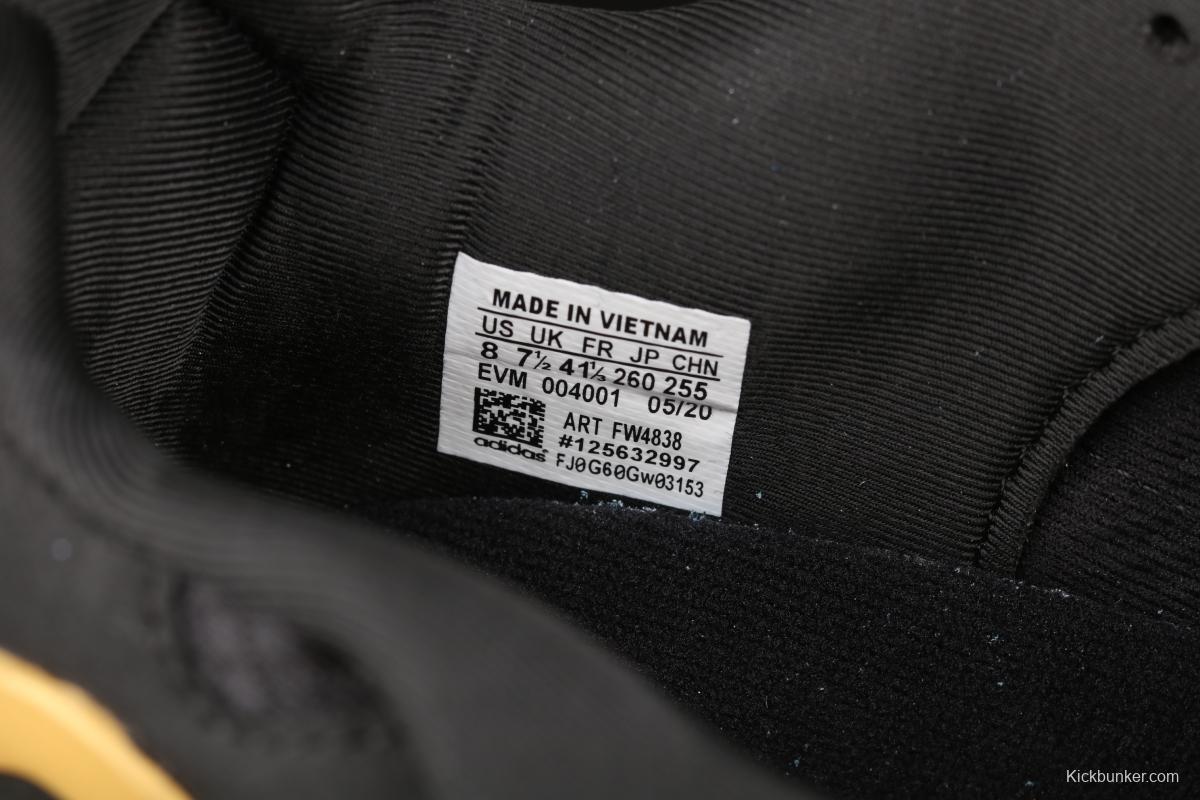 MADE IN VIETNAM
US UK FR JP CHN
8 7½ 41⅓ 260 255
EVM 004001 05/20
ART FW4838
#125632997
adidas FJ0G60Gw03153
Kickbunker.com